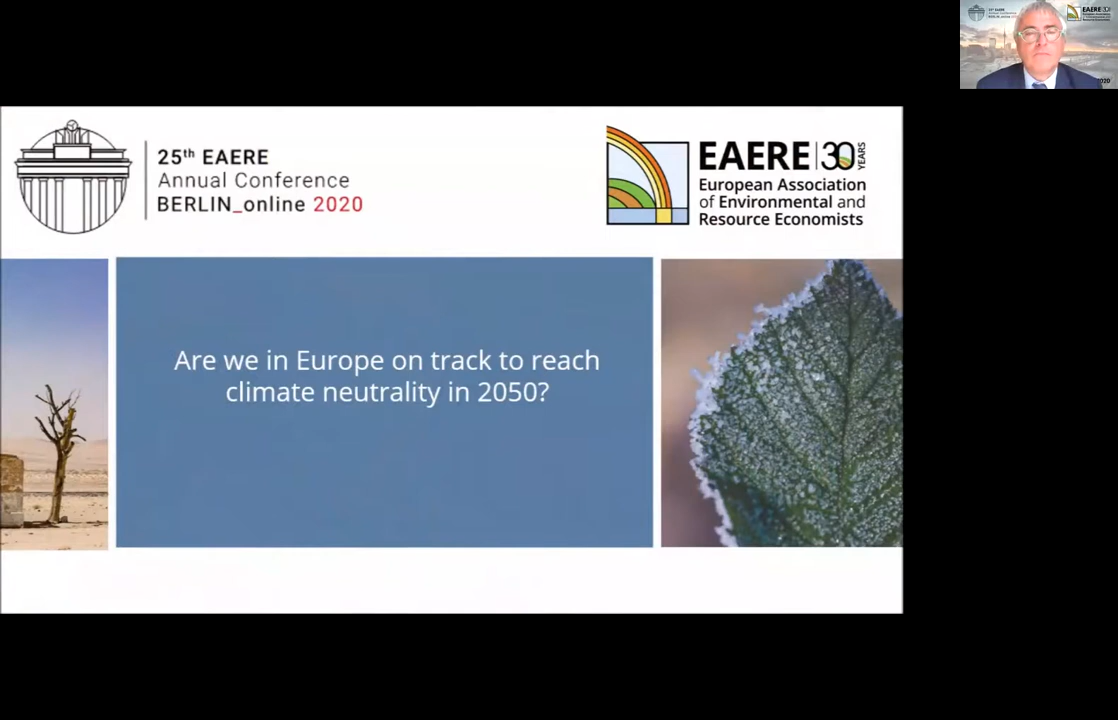 25th EAERE
Annual Conference
BERLIN_online 2020
EAERE 30 YEARS
European Association
of Environmental and
Resource Economists
Are we in Europe on track to reach
climate neutrality in 2050?
EAERE